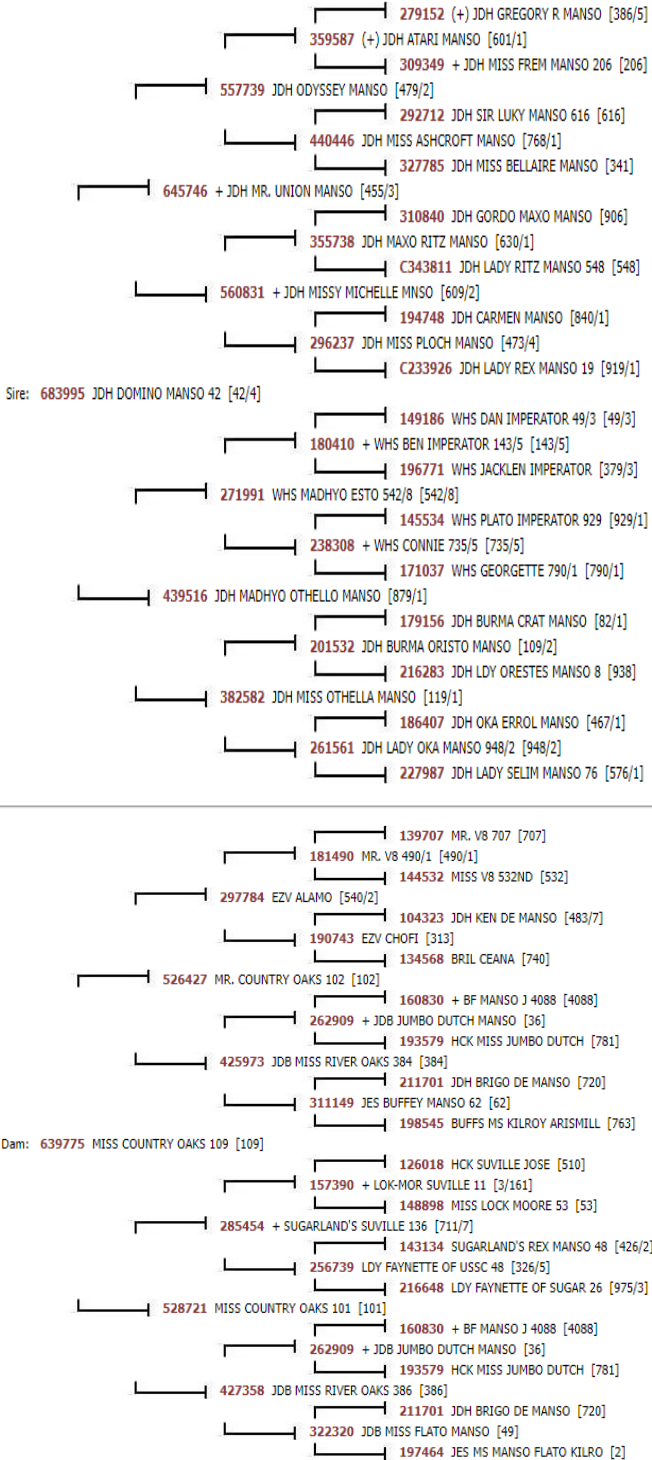 279152 (+) JDH GREGORY R MANSO [386/5]
359587 (+) JDH ATARI MANSO [601/1]
309349 + JDH MISS FREM MANSO 206 [206]
557739 JDH ODYSSEY MANSO [479/2]
292712 JDH SIR LUKY MANSO 616 [616]
440446 JDH MISS ASHCROFT MANSO [768/1]
327785 JDH MISS BELLAIRE MANSO [341]
645746 + JDH MR. UNION MANSO [455/3]
310840 JDH GORDO MAXO MANSO [906]
355738 JDH MAXO RITZ MANSO [630/1]
C343811 JDH LADY RITZ MANSO 548 [548]
560831 + JDH MISSY MICHELLE MNSO [609/2]
194748 JDH CARMEN MANSO [840/1]
296237 JDH MISS PLOCH MANSO [473/4]
C233926 JDH LADY REX MANSO 19 [919/1]
Sire: 683995 JDH DOMINO MANSO 42 [42/4]
149186 WHS DAN IMPERATOR 49/3 [49/3]
180410 + WHS BEN IMPERATOR 143/5 [143/5]
196771 WHS JACKLEN IMPERATOR [379/3]
271991 WHS MADHYO ESTO 542/8 [542/8]
145534 WHS PLATO IMPERATOR 929 [929/1]
238308 + WHS CONNIE 735/5 [735/5]
171037 WHS GEORGETTE 790/1 [790/1]
439516 JDH MADHYO OTHELLO MANSO [879/1]
179156 JDH BURMA CRAT MANSO [82/1]
201532 JDH BURMA ORISTO MANSO [109/2]
216283 JDH LDY ORESTES MANSO 8 [938]
382582 JDH MISS OTHELLA MANSO [119/1]
186407 JDH OKA ERROL MANSO [467/1]
261561 JDH LADY OKA MANSO 948/2 [948/2]
227987 JDH LADY SELIM MANSO 76 [576/1]
139707 MR. V8 707 [707]
181490 MR. V8 490/1 [490/1]
144532 MISS V8 532ND [532]
297784 EZV ALAMO [540/2]
104323 JDH KEN DE MANSO [483/7]
190743 EZV CHOFI [313]
134568 BRIL CEANA [740]
526427 MR. COUNTRY OAKS 102 [102]
160830 + BF MANSO J 4088 [4088]
262909 + JDB JUMBO DUTCH MANSO [36]
193579 HCK MISS JUMBO DUTCH [781]
425973 JDB MISS RIVER OAKS 384 [384]
211701 JDH BRIGO DE MANSO [720]
311149 JES BUFFEY MANSO 62 [62]
198545 BUFFS MS KILROY ARISMILL [763]
Dam: 639775 MISS COUNTRY OAKS 109 [109]
126018 HCK SUVILLE JOSE [510]
157390 + LOK-MOR SUVILLE 11 [3/161]
148898 MISS LOCK MOORE 53 [53]
285454 + SUGARLAND'S SUVILLE 136 [711/7]
143134 SUGARLAND'S REX MANSO 48 [426/2]
256739 LDY FAYNETTE OF USSC 48 [326/5]
216648 LDY FAYNETTE OF SUGAR 26 [975/3]
528721 MISS COUNTRY OAKS 101 [101]
160830 + BF MANSO J 4088 [4088]
262909 + JDB JUMBO DUTCH MANSO [36]
193579 HCK MISS JUMBO DUTCH [781]
427358 JDB MISS RIVER OAKS 386 [386]
211701 JDH BRIGO DE MANSO [720]
322320 JDB MISS FLATO MANSO [49]
197464 JES MS MANSO FLATO KILRO [2]